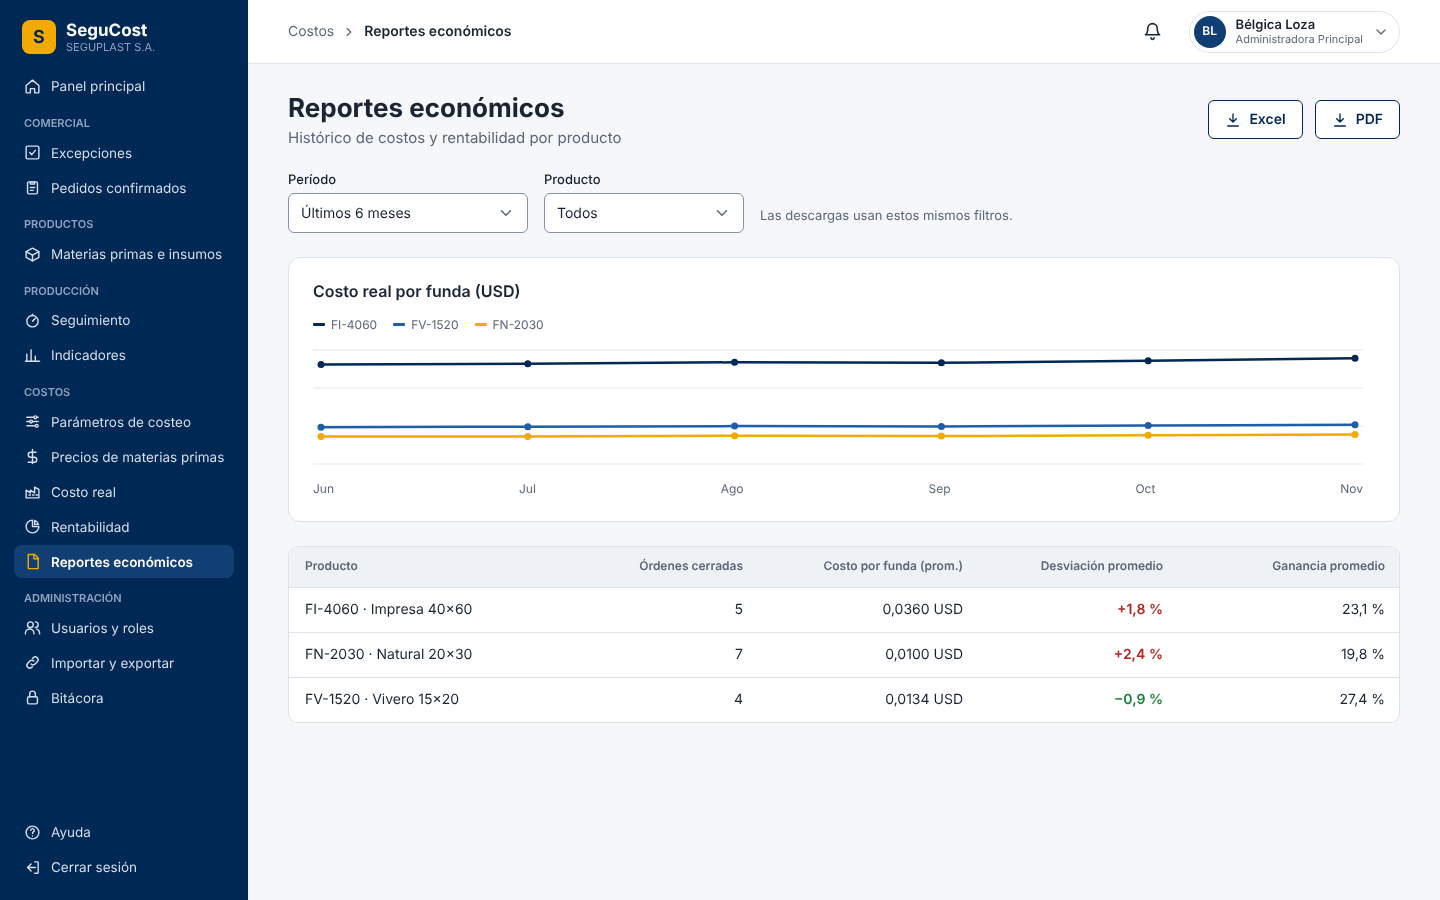 S
SeguCost
SEGUPLAST S.A.
Panel principal
COMERCIAL
Excepciones
Pedidos confirmados
PRODUCTOS
Materias primas e insumos
PRODUCCIÓN
Seguimiento
Indicadores
COSTOS
Parámetros de costeo
Precios de materias primas
Costo real
Rentabilidad
Reportes económicos
ADMINISTRACIÓN
Usuarios y roles
Importar y exportar
Bitácora
Ayuda
Cerrar sesión
Costos > Reportes económicos
BL
Bélgica Loza
Administradora Principal
Reportes económicos
Histórico de costos y rentabilidad por producto
Excel PDF
Período Producto
Últimos 6 meses Todos Las descargas usan estos mismos filtros.
Costo real por funda (USD)
FI-4060 FV-1520 FN-2030
Jun Jul Ago Sep Oct Nov
Producto Órdenes cerradas Costo por funda (prom.) Desviación promedio Ganancia promedio
FI-4060 · Impresa 40×60 5 0,0360 USD +1,8 % 23,1 %
FN-2030 · Natural 20×30 7 0,0100 USD +2,4 % 19,8 %
FV-1520 · Vivero 15×20 4 0,0134 USD −0,9 % 27,4 %